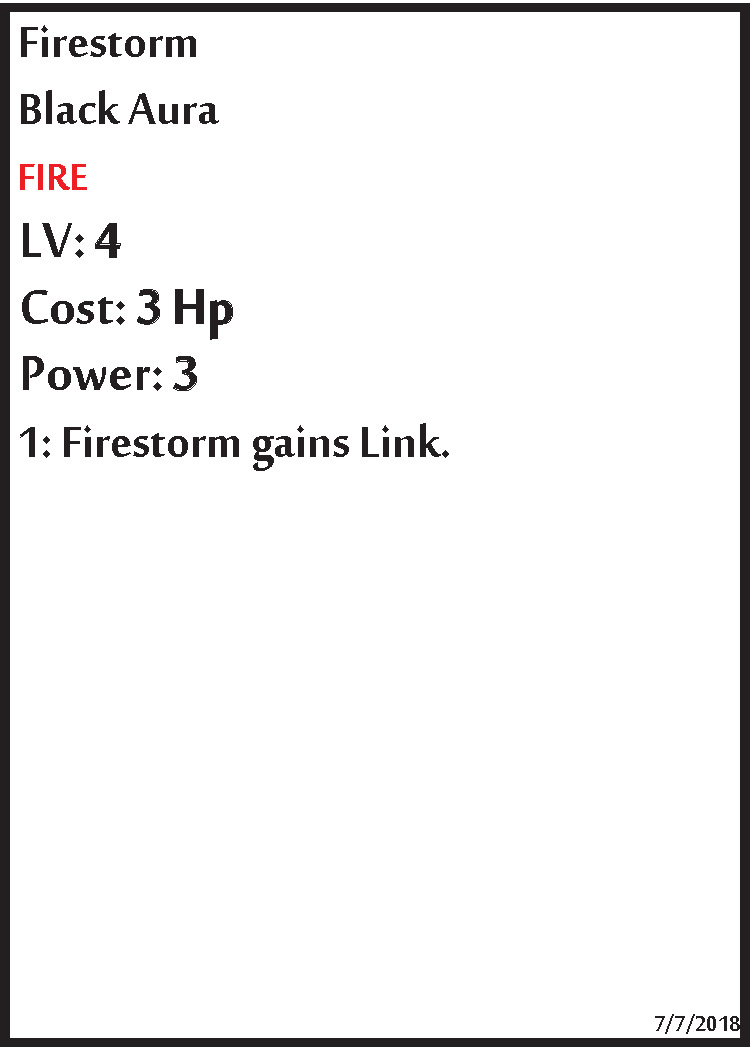 Firestorm
Black Aura
FIRE
LV: 4
Cost: 3 Hp
Power: 3
1: Firestorm gains Link.
7/7/2018